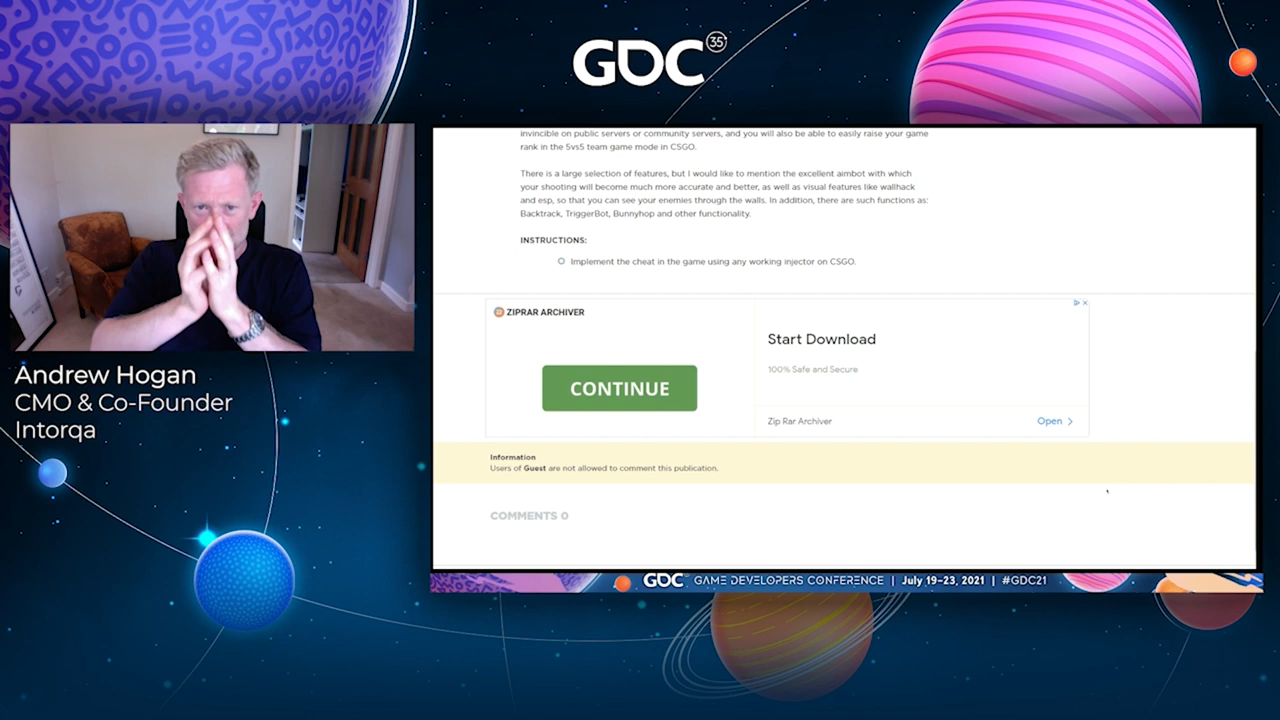 GDC 35
Andrew Hogan
CMO & Co-Founder
Intorqa
invincible on public servers or community servers, and you will also be able to easily raise your game
rank in the 5vs5 team game mode in CSGO.
There is a large selection of features, but I would like to mention the excellent aimbot with which
your shooting will become much more accurate and better, as well as visual features like wallhack
and esp, so that you can see your enemies through the walls. In addition, there are such functions as:
Backtrack, TriggerBot, Bunnyhop and other functionality.
INSTRUCTIONS:
Implement the cheat in the game using any working injector on CSGO.
ZIPRAR ARCHIVER
CONTINUE
Start Download
100% Safe and Secure
Zip Rar Archiver
Open
Information
Users of Guest are not allowed to comment this publication.
COMMENTS 0
GDC GAME DEVELOPERS CONFERENCE | July 19-23, 2021 | #GDC21